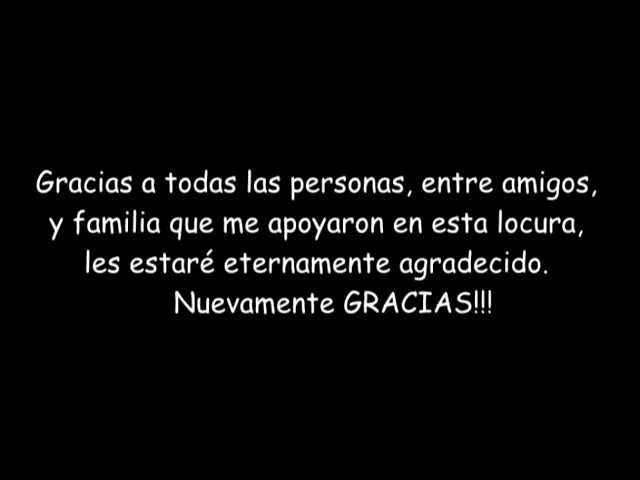 Gracias a todas las personas, entre amigos,
y familia que me apoyaron en esta locura,
les estaré eternamente agradecido.
Nuevamente GRACIAS!!!